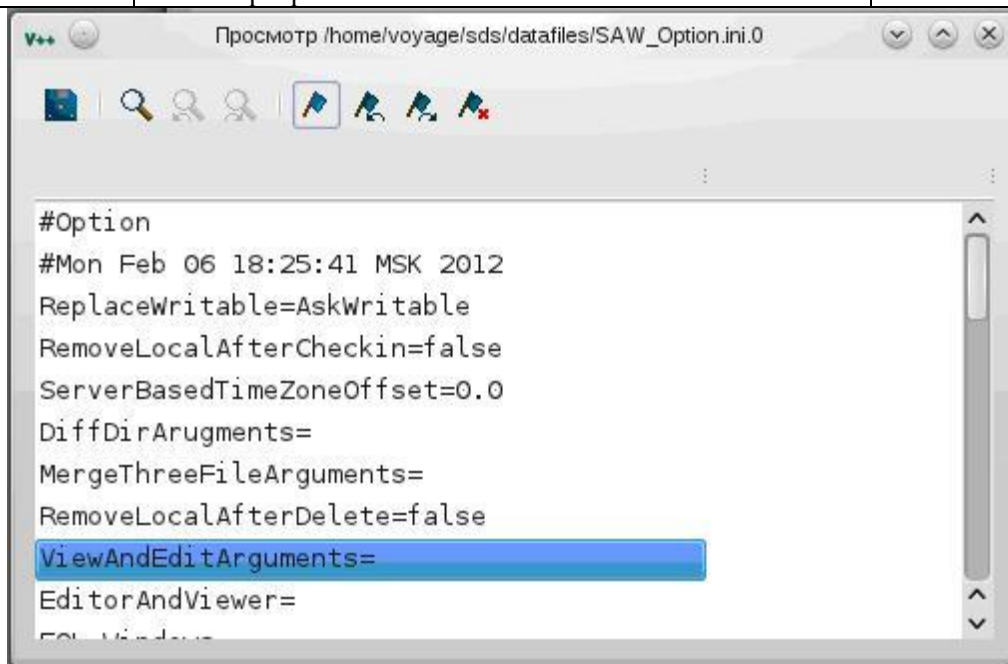 V++
Просмотр /home/voyage/sds/datafiles/SAW_Option.ini.0
#Option
#Mon Feb 06 18:25:41 MSK 2012
ReplaceWritable=AskWritable
RemoveLocalAfterCheckin=false
ServerBasedTimeZoneOffset=0.0
DiffDirArugments=
MergeThreeFileArguments=
RemoveLocalAfterDelete=false
ViewAndEditArguments=
EditorAndViewer=